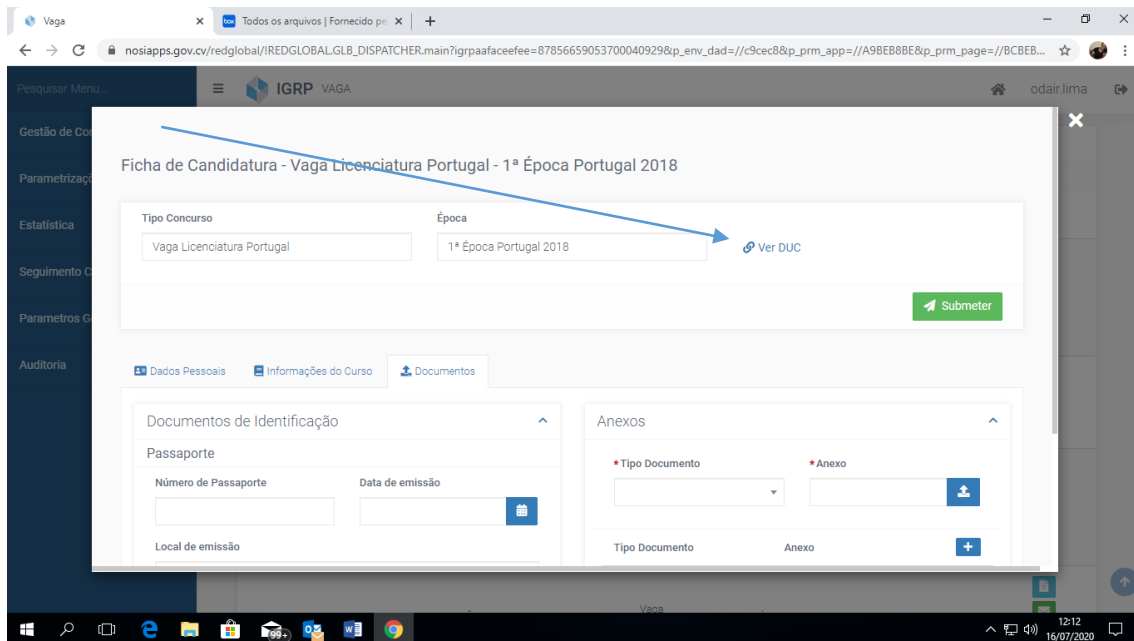 Vaga
box Todos os arquivos | Fornecido pe
nosiapps.gov.cv/redglobal/!REDGLOBAL.GLB_DISPATCHER.main?igrpaafaceefee=87856659053700040929&p_env_dad=//c9cec8&p_prm_app=//A9BEB8BE&p_prm_page=//BCBEB...
Pesquisar Menu...
IGRP VAGA
odair.lima
Gestão de Con
Parametrizaçõ
Estatística
Seguimento C
Parametros G
Auditoria
Ficha de Candidatura - Vaga Licenciatura Portugal - 1ª Época Portugal 2018
Tipo Concurso
Época
Vaga Licenciatura Portugal
1ª Época Portugal 2018
Ver DUC
Submeter
Dados Pessoais
Informações do Curso
Documentos
Documentos de Identificação
Passaporte
Número de Passaporte
Data de emissão
Local de emissão
Anexos
*Tipo Documento
*Anexo
Tipo Documento
Anexo
Vaga
99+
12:12
16/07/2020